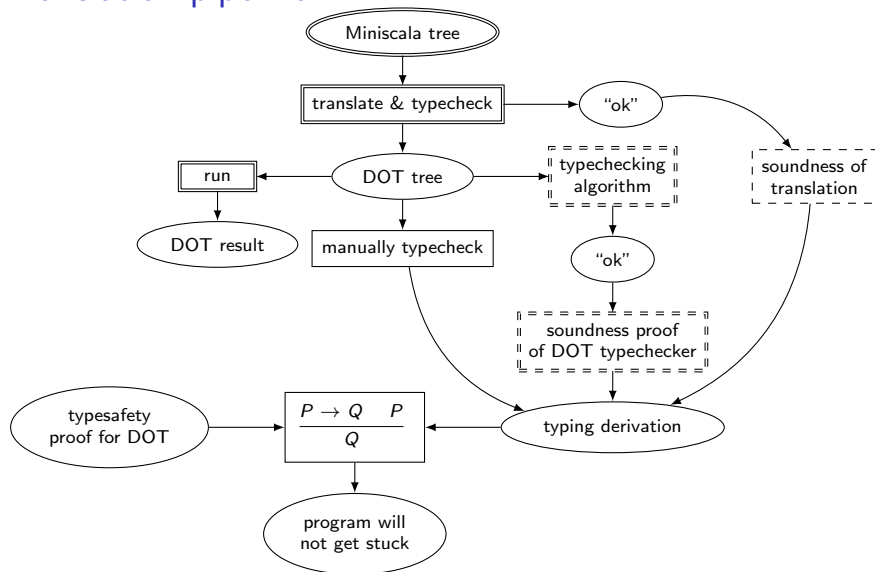 Miniscala tree
translate & typecheck
“ok”
typechecking
algorithm
soundness of
translation
run
DOT tree
DOT result
manually typecheck
“ok”
soundness proof
of DOT typechecker
typesafety
proof for DOT
P → Q P
Q
typing derivation
program will
not get stuck